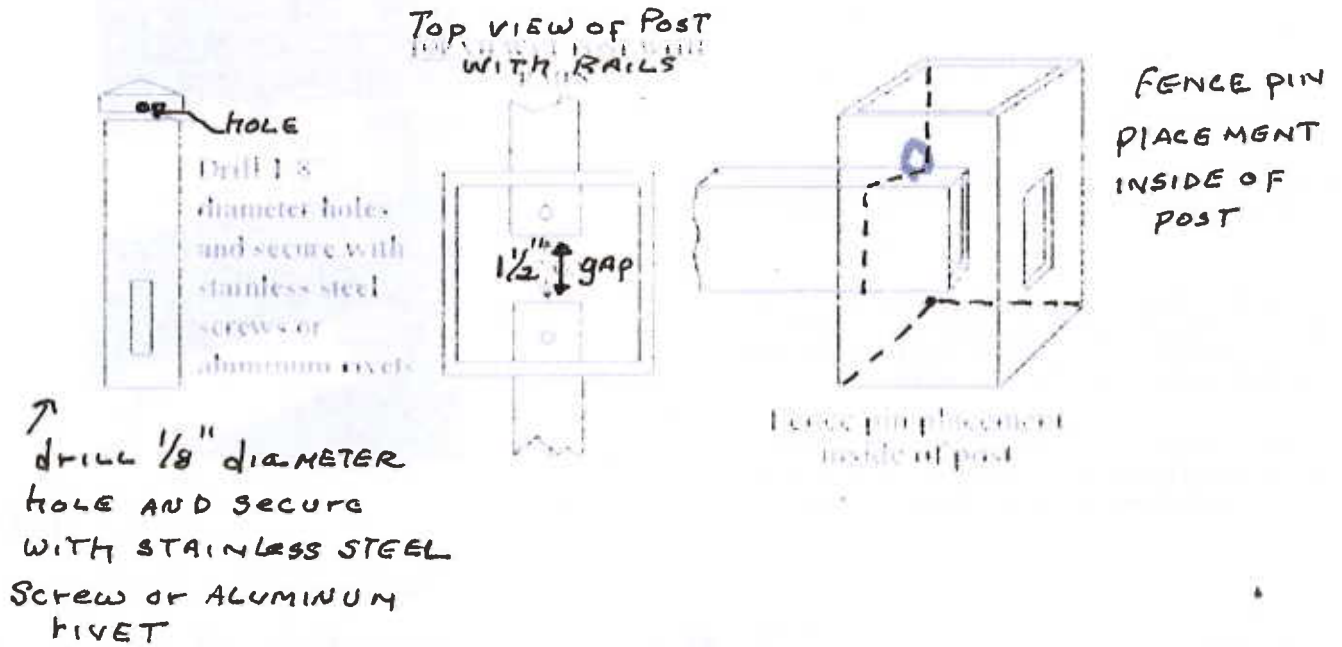 TOP VIEW OF POST
WITH RAILS
HOLE
Drill 1 8
diameter holes
and secure with
stainless steel
screws or
aluminum rivets
drill 1/8" diAMETER
HOLE AND Secure
WITH STAINLESS STEEL
Screw or ALUMINUM
rIVET
1 1/2" gAP
FENCE PIN
PlACEMENT
INSIDE OF
POST
Fence pin placement
inside of post